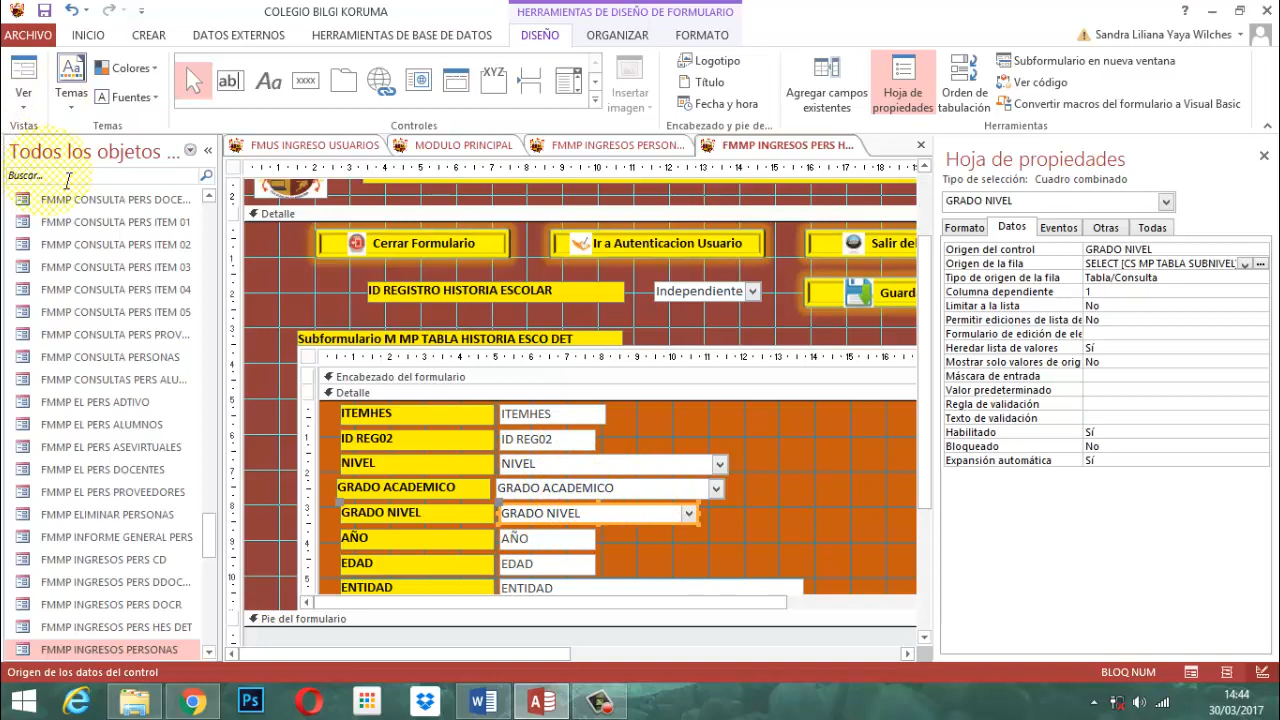 COLEGIO BILGI KORUMA
HERRAMIENTAS DE DISEÑO DE FORMULARIO
ARCHIVO INICIO CREAR DATOS EXTERNOS HERRAMIENTAS DE BASE DE DATOS DISEÑO ORGANIZAR FORMATO
Sandra Liliana Yaya Wilches
Ver
Vistas
Temas
Colores
Fuentes
Temas
ab|
Aa
xxxx
XYZ
Controles
Insertar imagen
Logotipo
Título
Fecha y hora
Encabezado y pie de...
Agregar campos existentes
Hoja de propiedades
Orden de tabulación
Subformulario en nueva ventana
Ver código
Convertir macros del formulario a Visual Basic
Herramientas
Todos los objetos ...
Buscar...
FMMP CONSULTA PERS DOCE...
FMMP CONSULTA PERS ITEM 01
FMMP CONSULTA PERS ITEM 02
FMMP CONSULTA PERS ITEM 03
FMMP CONSULTA PERS ITEM 04
FMMP CONSULTA PERS ITEM 05
FMMP CONSULTA PERS PROV...
FMMP CONSULTA PERSONAS
FMMP CONSULTAS PERS ALU...
FMMP EL PERS ADTIVO
FMMP EL PERS ALUMNOS
FMMP EL PERS ASEVIRTUALES
FMMP EL PERS DOCENTES
FMMP EL PERS PROVEEDORES
FMMP ELIMINAR PERSONAS
FMMP INFORME GENERAL PERS
FMMP INGRESOS PERS CD
FMMP INGRESOS PERS DDOC...
FMMP INGRESOS PERS DOCR
FMMP INGRESOS PERS HES DET
FMMP INGRESOS PERSONAS
FMUS INGRESO USUARIOS
MODULO PRINCIPAL
FMMP INGRESOS PERSON...
FMMP INGRESOS PERS H...
Detalle
Cerrar Formulario
Ir a Autenticacion Usuario
Salir del
ID REGISTRO HISTORIA ESCOLAR
Independiente
Guard
Subformulario M MP TABLA HISTORIA ESCO DET
Encabezado del formulario
Detalle
ITEMHES ITEMHES
ID REG02 ID REG02
NIVEL NIVEL
GRADO ACADEMICO GRADO ACADEMICO
GRADO NIVEL GRADO NIVEL
AÑO AÑO
EDAD EDAD
ENTIDAD ENTIDAD
Pie del formulario
Hoja de propiedades
Tipo de selección: Cuadro combinado
GRADO NIVEL
Formato Datos Eventos Otras Todas
Origen del control GRADO NIVEL
Origen de la fila SELECT [CS MP TABLA SUBNIVEL
Tipo de origen de la fila Tabla/Consulta
Columna dependiente 1
Limitar a la lista No
Permitir ediciones de lista de No
Formulario de edición de ele
Heredar lista de valores Sí
Mostrar solo valores de orig No
Máscara de entrada
Valor predeterminado
Regla de validación
Texto de validación
Habilitado Sí
Bloqueado No
Expansión automática Sí
Origen de los datos del control
BLOQ NUM
Ps
14:44
30/03/2017